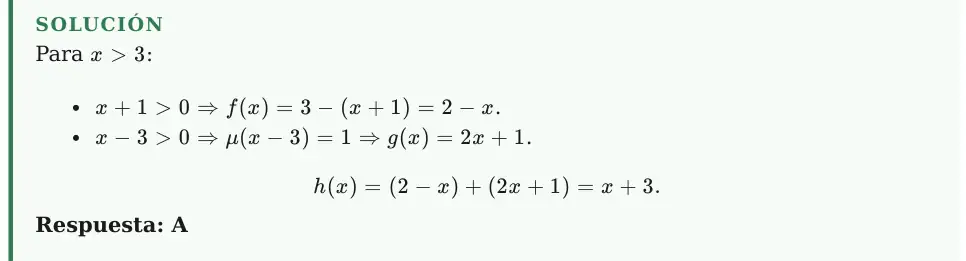 SOLUCIÓN
Para x > 3:
• x + 1 > 0 ⇒ f(x) = 3 − (x + 1) = 2 − x.
• x − 3 > 0 ⇒ μ(x − 3) = 1 ⇒ g(x) = 2x + 1.
h(x) = (2 − x) + (2x + 1) = x + 3.
Respuesta: A